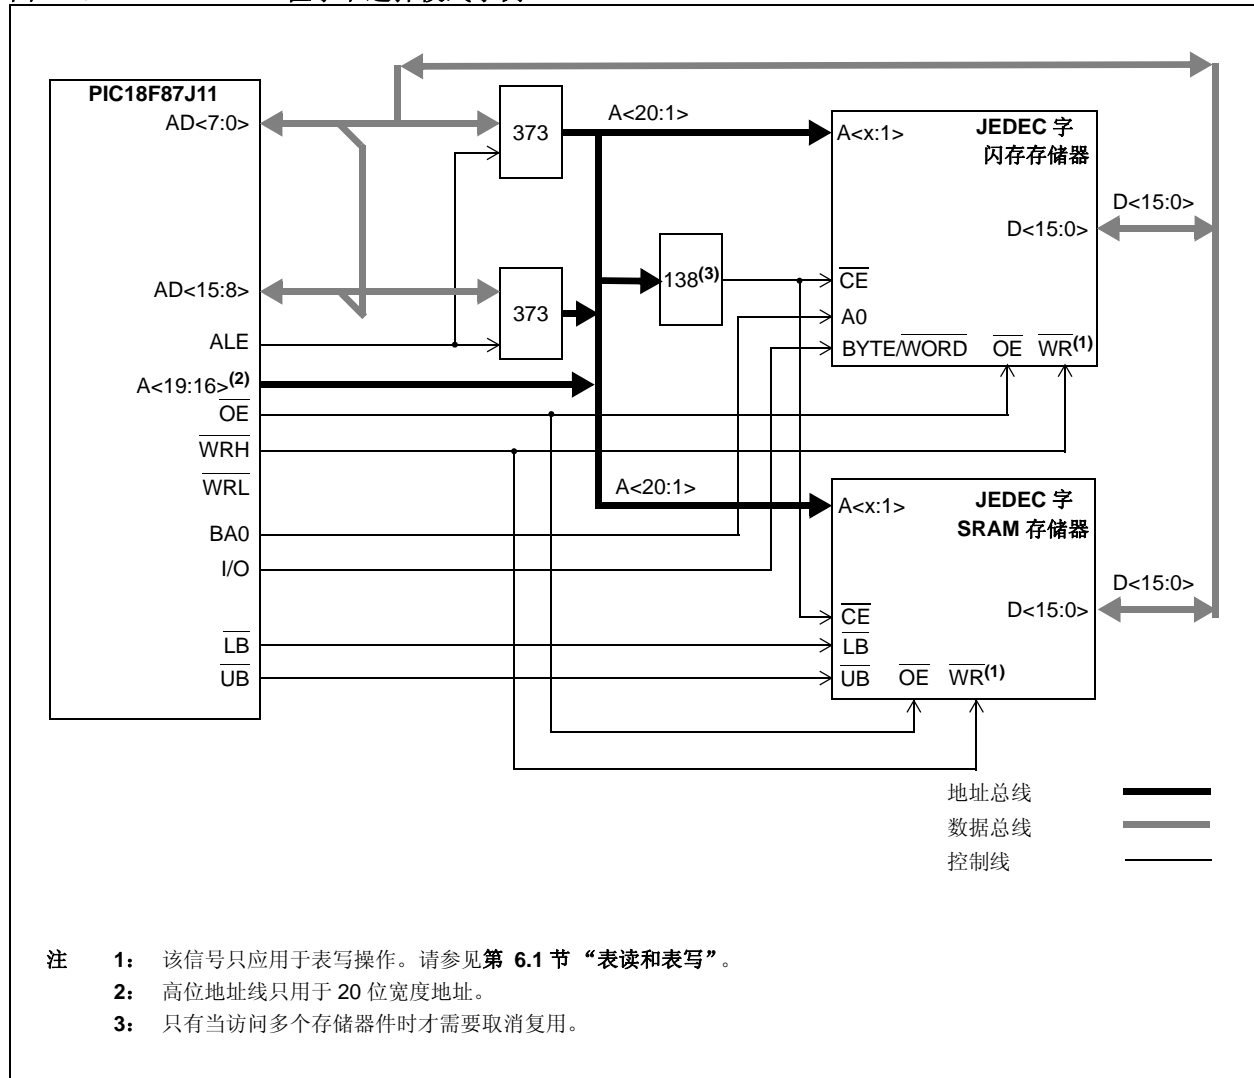 PIC18F87J11
AD<7:0>
AD<15:8>
ALE
A<19:16>(2)
OE
WRH
WRL
BA0
I/O
LB
UB
373
373
A<20:1>
138(3)
A<20:1>
A<x:1>
JEDEC 字
闪存存储器
D<15:0>
D<15:0>
CE
A0
BYTE/WORD
OE
WR(1)
A<x:1>
JEDEC 字
SRAM 存储器
D<15:0>
D<15:0>
CE
LB
UB
OE
WR(1)
地址总线
数据总线
控制线
注 1： 该信号只应用于表写操作。请参见第 6.1 节 “表读和表写”。
2： 高位地址线只用于 20 位宽度地址。
3： 只有当访问多个存储器件时才需要取消复用。